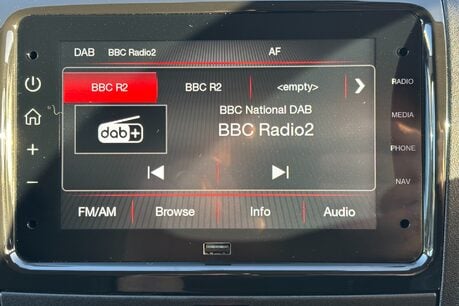 DAB BBC Radio2 AF
BBC R2 BBC R2 <empty>
RADIO
dab+
BBC National DAB
BBC Radio2
MEDIA
PHONE
NAV
FM/AM Browse Info Audio